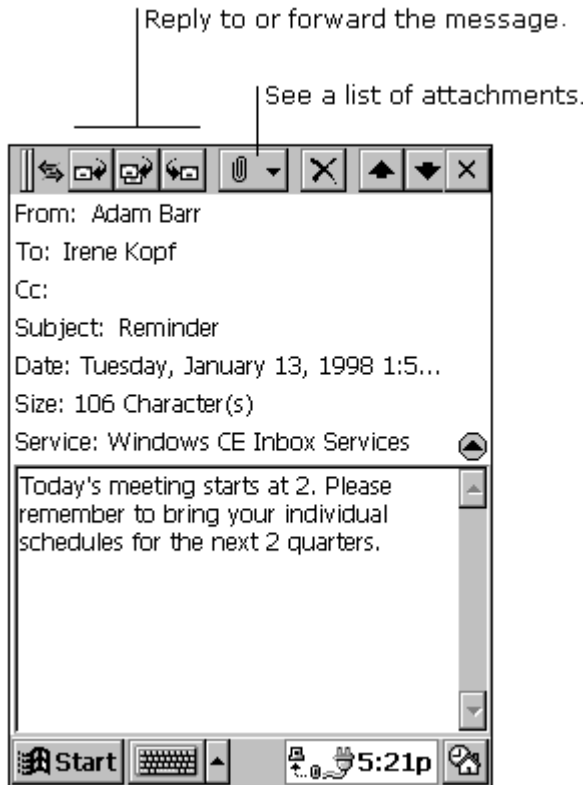 Reply to or forward the message.
See a list of attachments.
From: Adam Barr
To: Irene Kopf
Cc:
Subject: Reminder
Date: Tuesday, January 13, 1998 1:5...
Size: 106 Character(s)
Service: Windows CE Inbox Services
Today's meeting starts at 2. Please
remember to bring your individual
schedules for the next 2 quarters.
Start 5:21p